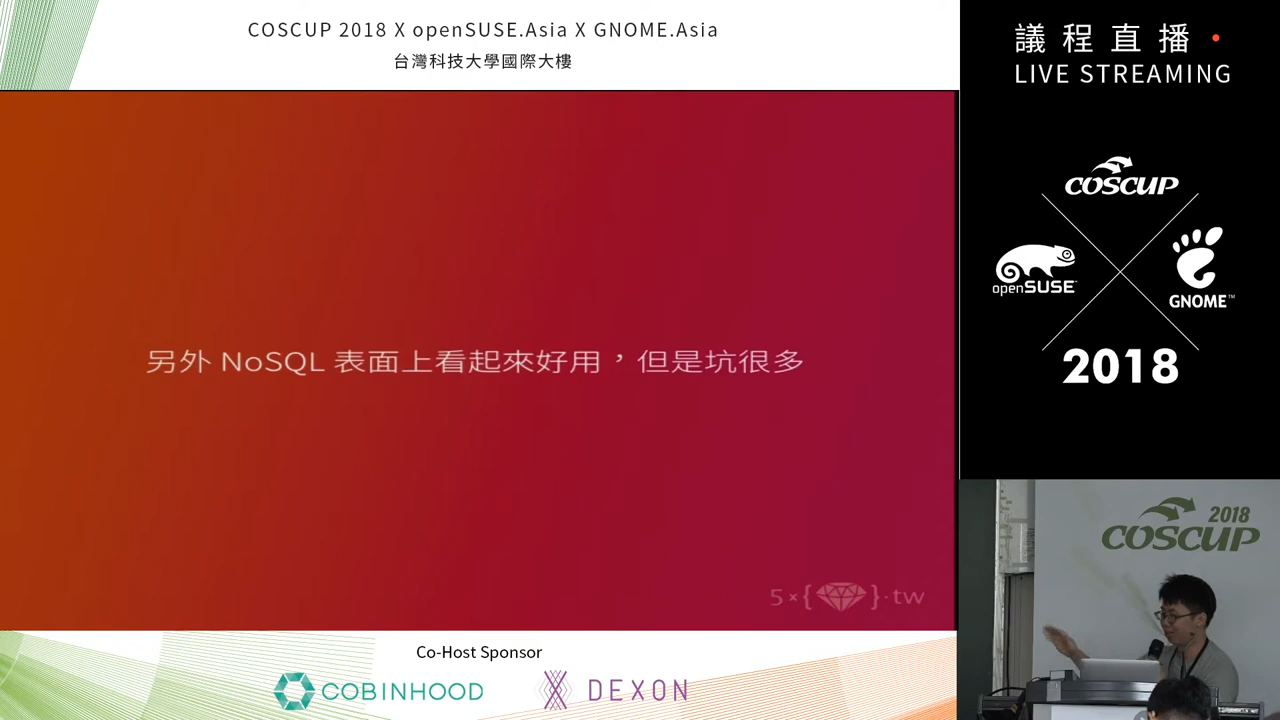 COSCUP 2018 X openSUSE.Asia X GNOME.Asia
台灣科技大學國際大樓
議程直播
LIVE STREAMING
COSCUP
openSUSE
GNOME™
2018
另外 NoSQL 表面上看起來好用，但是坑很多
5×{}.tw
2018
COSCUP
Co-Host Sponsor
COBINHOOD
DEXON